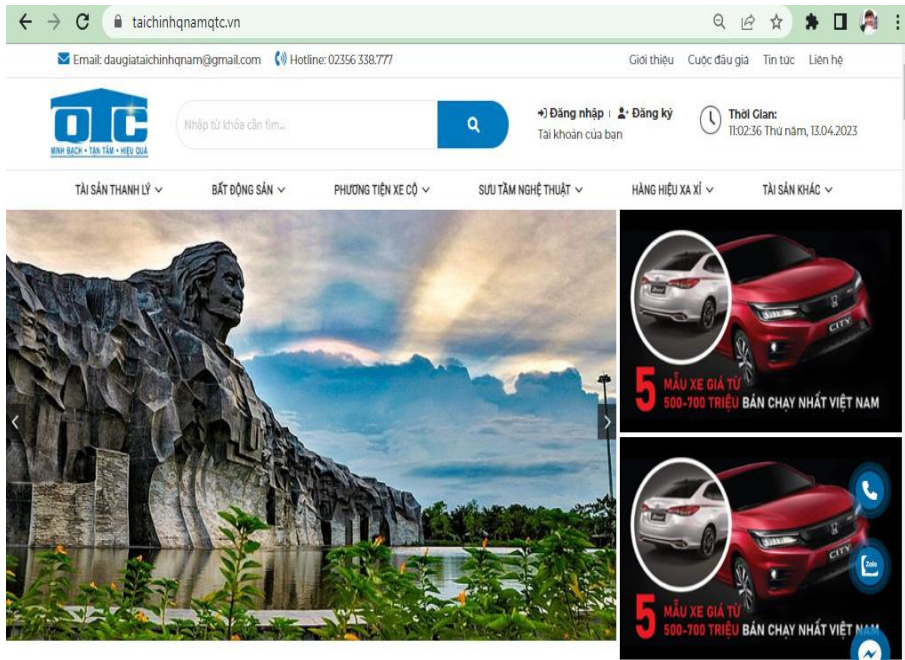 taichinhqnamqtc.vn
Email: daugiataichinhqnam@gmail.com Hotline: 02356 338.777 Giới thiệu Cuộc đấu giá Tin tức Liên hệ
QTC
MINH BẠCH • TẬN TÂM • HIỆU QUẢ
Nhập từ khóa cần tìm...
Đăng nhập Đăng ký
Tài khoản của bạn
Thời Gian:
11:02:36 Thứ năm, 13.04.2023
TÀI SẢN THANH LÝ BẤT ĐỘNG SẢN PHƯƠNG TIỆN XE CỘ SƯU TẦM NGHỆ THUẬT HÀNG HIỆU XA XỈ TÀI SẢN KHÁC
CITY
5 MẪU XE GIÁ TỪ
500-700 TRIỆU BÁN CHẠY NHẤT VIỆT NAM
CITY
Zalo
5 MẪU XE GIÁ TỪ
500-700 TRIỆU BÁN CHẠY NHẤT VIỆT NAM